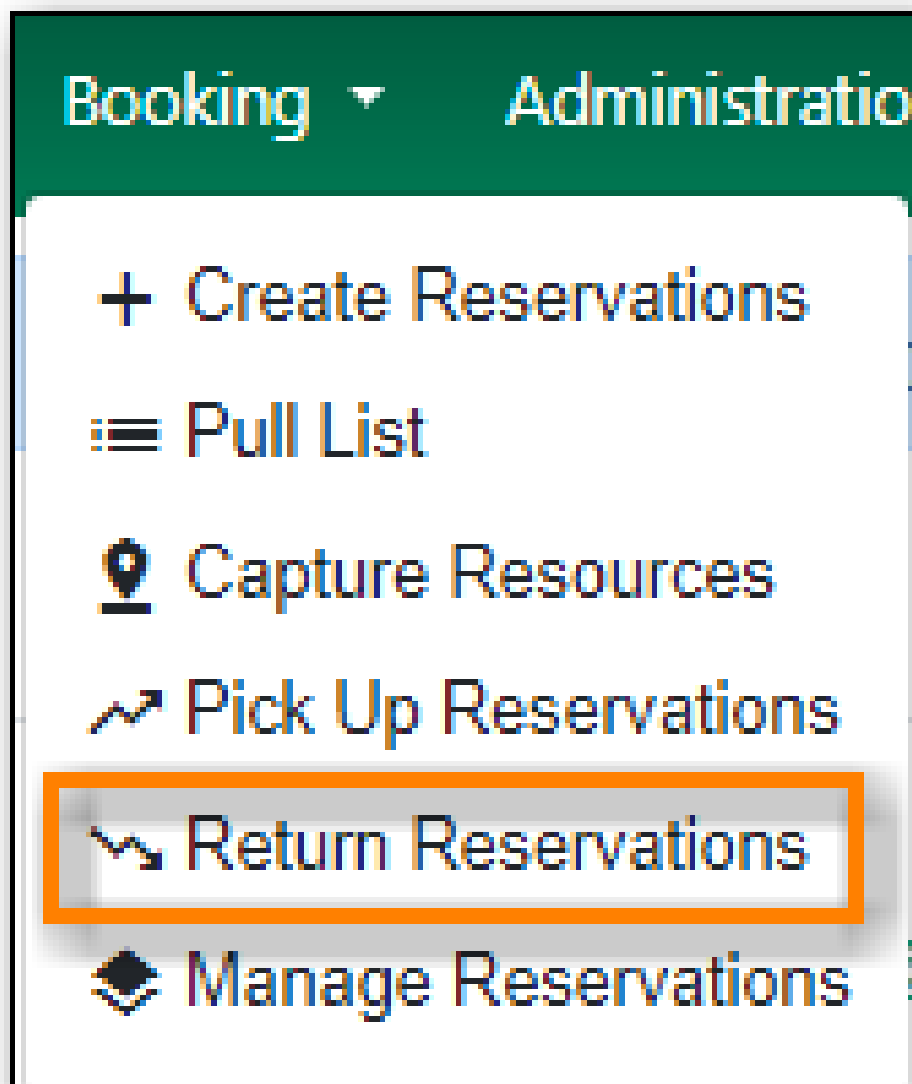 Booking Administratio
Create Reservations
Pull List
Capture Resources
Pick Up Reservations
Return Reservations
Manage Reservations